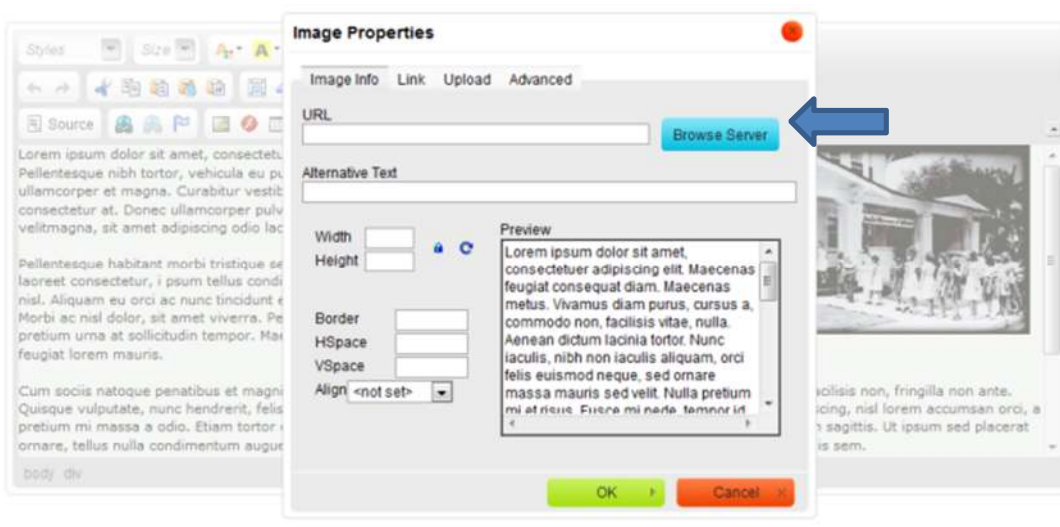 Image Properties
Styles Size
Image Info Link Upload Advanced
Source
URL
Browse Server
Alternative Text
Lorem ipsum dolor sit amet, consectetu
Pellentesque nibh tortor, vehicula eu pu
ullamcorper et magna. Curabitur vestib
consectetur at. Donec ullamcorper pulv
velitmagna, sit amet adipiscing odio lac
Pellentesque habitant morbi tristique se
laoreet consectetur, i psum tellus condi
nisl. Aliquam eu orci ac nunc tincidunt e
Morbi ac nisl dolor, sit amet viverra. Pe
pretium urna at sollicitudin tempor. Mae
feugiat lorem mauris.
Cum sociis natoque penatibus et magni
Quisque vulputate, nunc hendrerit, felis
pretium mi massa a odio. Etiam tortor
ornare, tellus nulla condimentum augue
body div
Width
Height
Border
HSpace
VSpace
Align <not set>
Preview
Lorem ipsum dolor sit amet,
consectetuer adipiscing elit. Maecenas
feugiat consequat diam. Maecenas
metus. Vivamus diam purus, cursus a,
commodo non, facilisis vitae, nulla.
Aenean dictum lacinia tortor. Nunc
iaculis, nibh non iaculis aliquam, orci
felis euismod neque, sed ornare
massa mauris sed velit. Nulla pretium
mi et risus. Fusce mi pede, tempor id
acilisis non, fringilla non ante.
scing, nisl lorem accumsan orci, a
sagittis. Ut ipsum sed placerat
is sem.
OK
Cancel